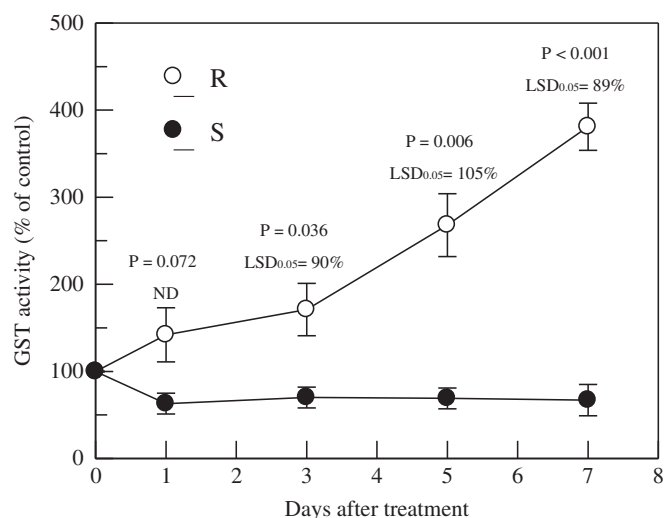 500
400
300
200
100
0
GST activity (% of control)
R
S
P = 0.072
ND
P = 0.036
LSD0.05= 90%
P = 0.006
LSD0.05= 105%
P < 0.001
LSD0.05= 89%
0 1 2 3 4 5 6 7 8
Days after treatment